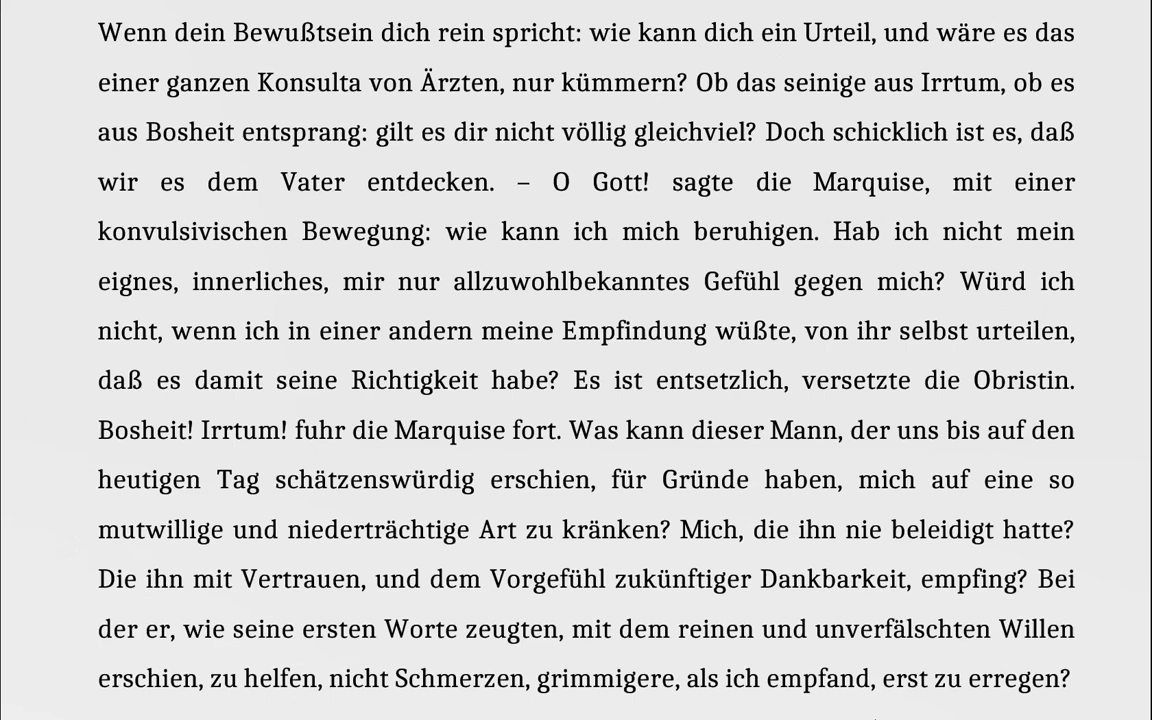 Wenn dein Bewußtsein dich rein spricht: wie kann dich ein Urteil, und wäre es das
einer ganzen Konsulta von Ärzten, nur kümmern? Ob das seinige aus Irrtum, ob es
aus Bosheit entsprang: gilt es dir nicht völlig gleichviel? Doch schicklich ist es, daß
wir es dem Vater entdecken. – O Gott! sagte die Marquise, mit einer
konvulsivischen Bewegung: wie kann ich mich beruhigen. Hab ich nicht mein
eignes, innerliches, mir nur allzuwohlbekanntes Gefühl gegen mich? Würd ich
nicht, wenn ich in einer andern meine Empfindung wüßte, von ihr selbst urteilen,
daß es damit seine Richtigkeit habe? Es ist entsetzlich, versetzte die Obristin.
Bosheit! Irrtum! fuhr die Marquise fort. Was kann dieser Mann, der uns bis auf den
heutigen Tag schätzenswürdig erschien, für Gründe haben, mich auf eine so
mutwillige und niederträchtige Art zu kränken? Mich, die ihn nie beleidigt hatte?
Die ihn mit Vertrauen, und dem Vorgefühl zukünftiger Dankbarkeit, empfing? Bei
der er, wie seine ersten Worte zeugten, mit dem reinen und unverfälschten Willen
erschien, zu helfen, nicht Schmerzen, grimmigere, als ich empfand, erst zu erregen?